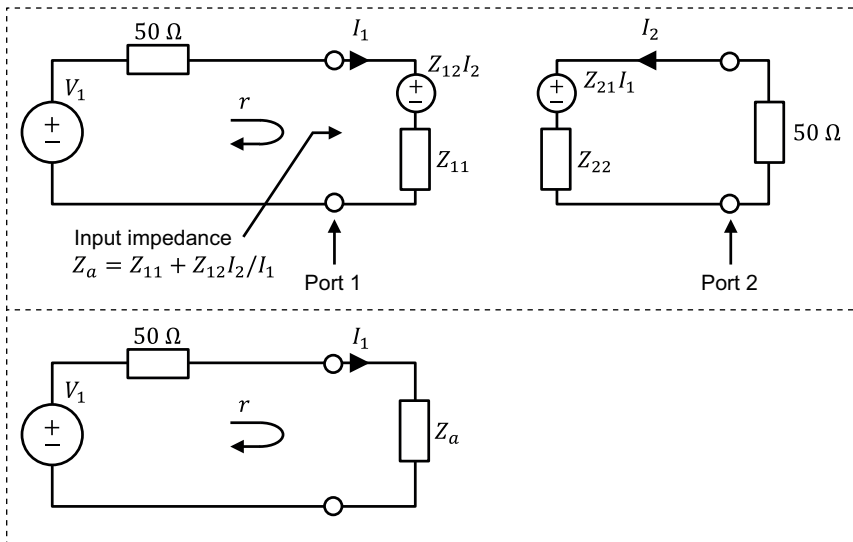 50 Ω
I₁
I₂
V₁
Z₁₂I₂
Z₂₁I₁
r
50 Ω
Z₁₁
Z₂₂
Input impedance
Zₐ = Z₁₁ + Z₁₂I₂/I₁
Port 1
Port 2
50 Ω
I₁
V₁
r
Zₐ